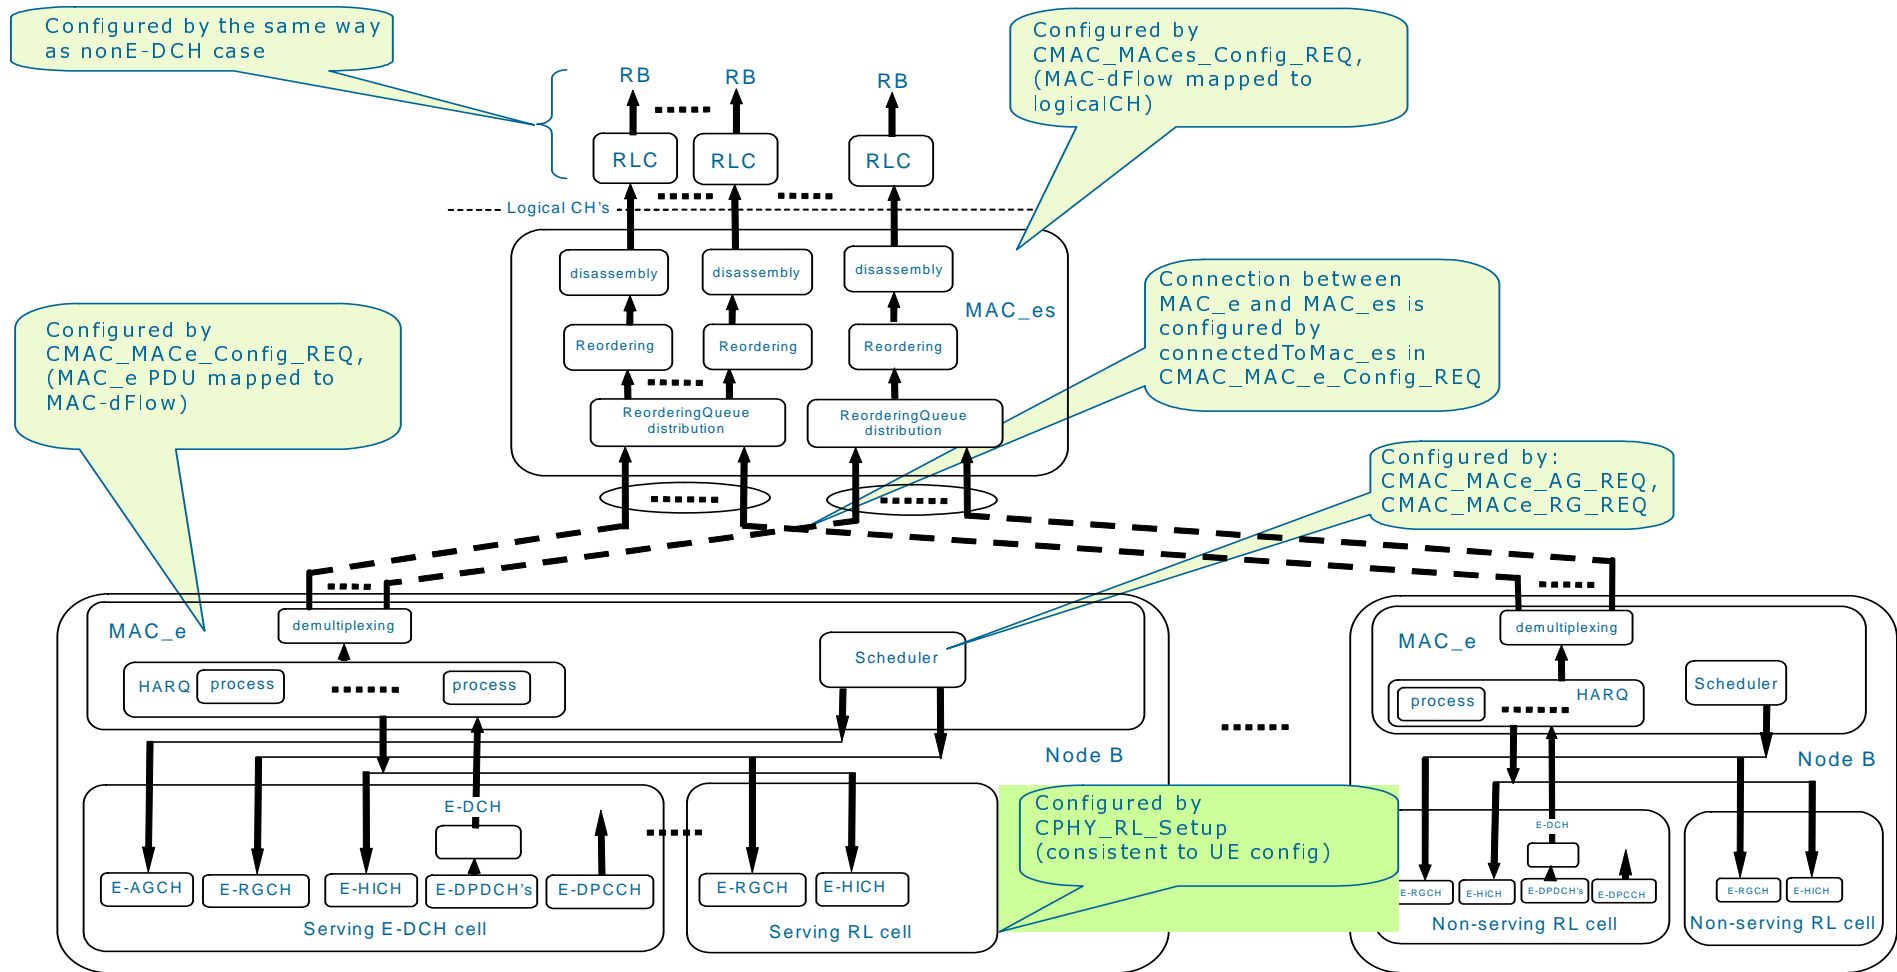 Configured by the same way
as nonE-DCH case
Configured by
CMAC_MACes_Config_REQ,
(MAC-dFlow mapped to
logicalCH)
RB
RB
RB
RLC
RLC
RLC
Logical CH's
disassembly
disassembly
disassembly
MAC_es
Reordering
Reordering
Reordering
ReorderingQueue
distribution
ReorderingQueue
distribution
Connection between
MAC_e and MAC_es is
configured by
connectedToMac_es in
CMAC_MAC_e_Config_REQ
Configured by
CMAC_MACe_Config_REQ,
(MAC_e PDU mapped to
MAC-dFlow)
Configured by:
CMAC_MACe_AG_REQ,
CMAC_MACe_RG_REQ
MAC_e
demultiplexing
Scheduler
HARQ
process
process
Node B
E-DCH
E-AGCH
E-RGCH
E-HICH
E-DPDCH's
E-DPCCH
Serving E-DCH cell
E-RGCH
E-HICH
Serving RL cell
Configured by
CPHY_RL_Setup
(consistent to UE config)
MAC_e
demultiplexing
Scheduler
process
HARQ
Node B
E-DCH
E-RGCH
E-HICH
E-DPDCH's
E-DPCCH
Non-serving RL cell
E-RGCH
E-HICH
Non-serving RL cell